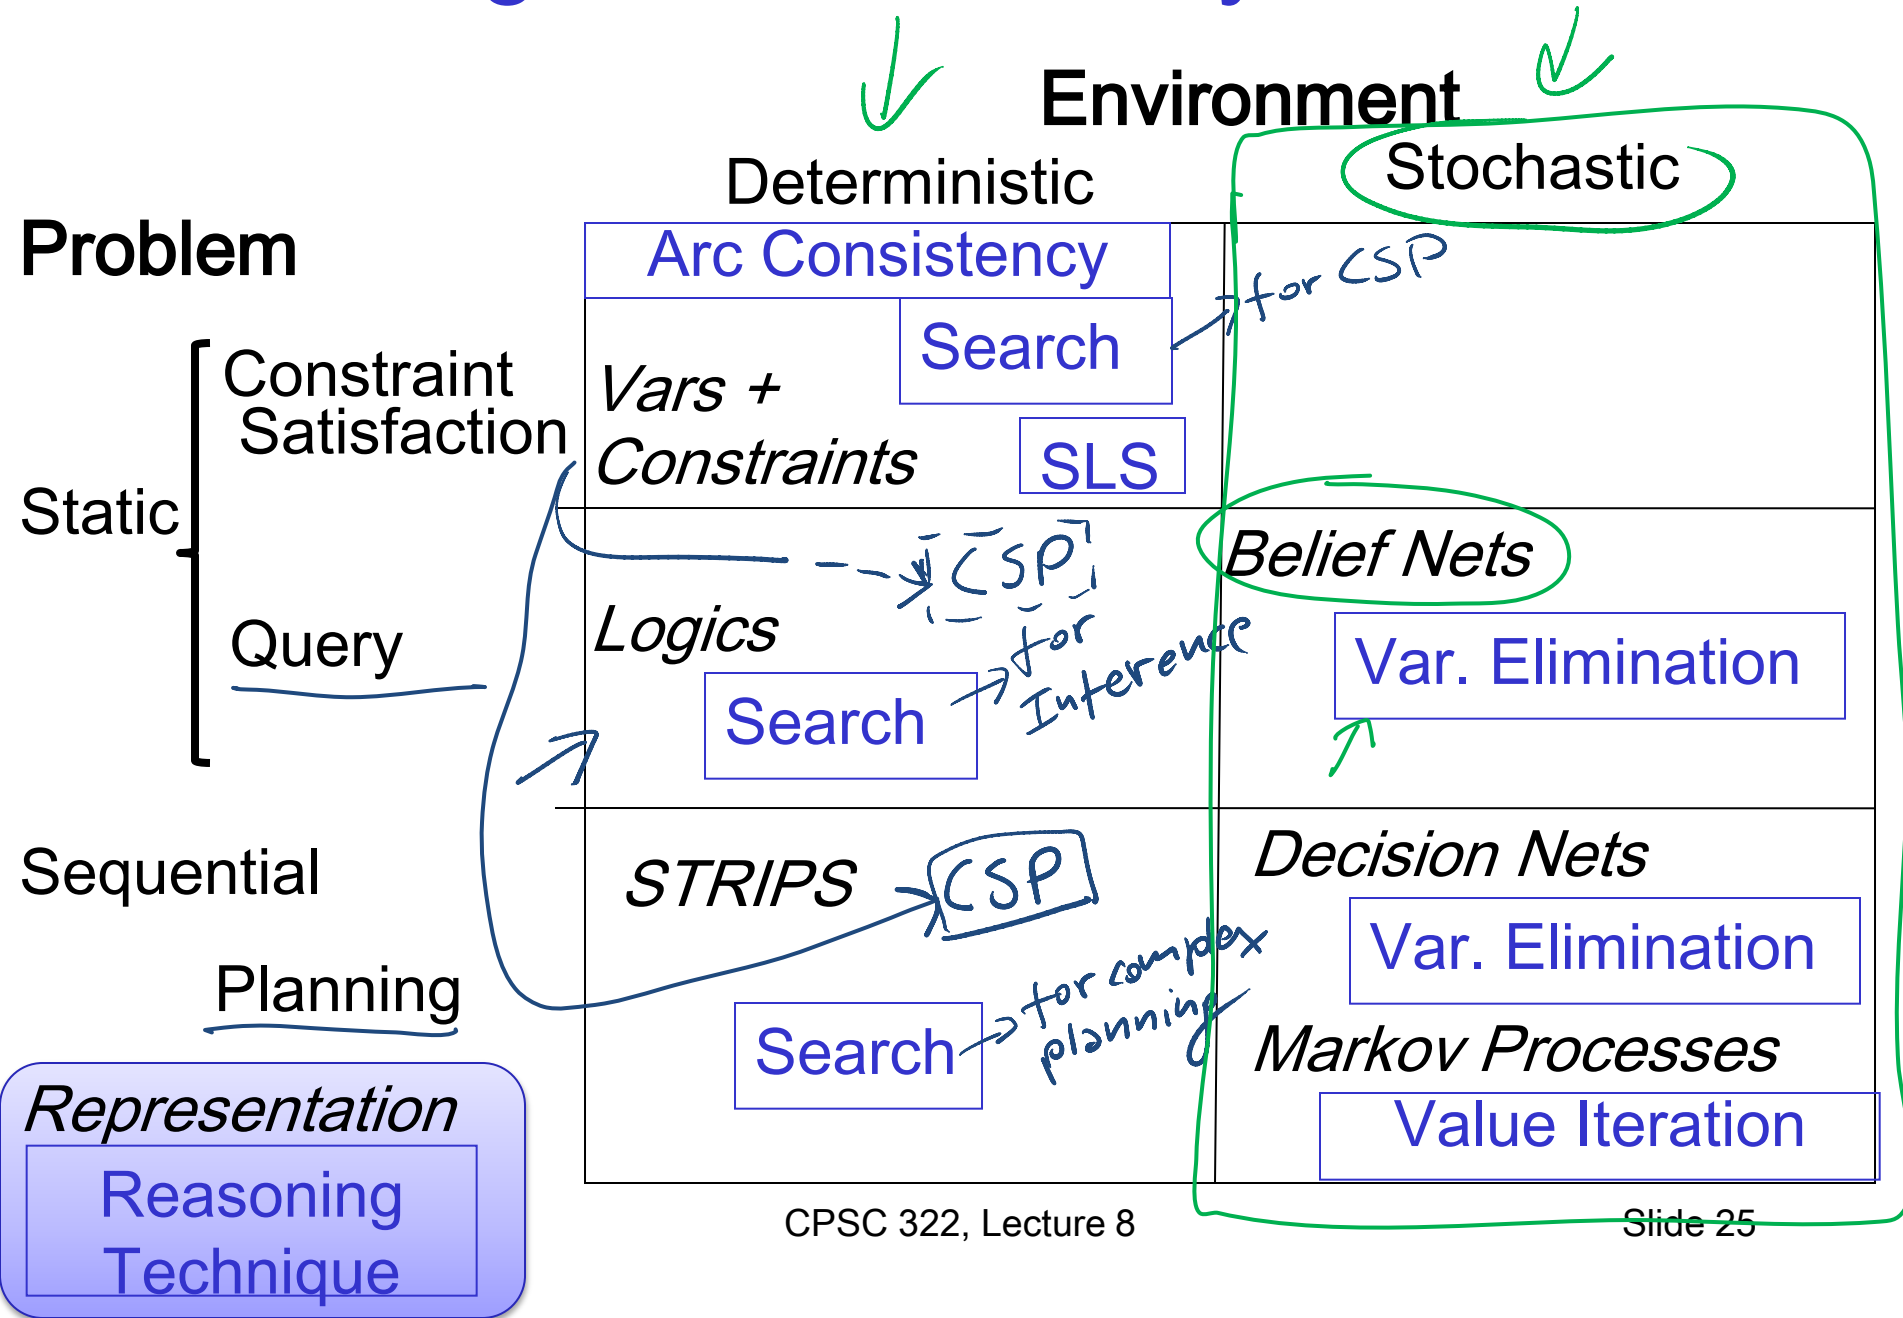 Environment
Deterministic
Stochastic
Problem
Arc Consistency
Search
for CSP
Constraint
Satisfaction
Vars +
Constraints
SLS
Static
CSP
Belief Nets
Query
Logics
for
Inference
Search
Var. Elimination
Sequential
STRIPS
CSP
Decision Nets
Var. Elimination
Planning
Search
for complex
planning
Markov Processes
Value Iteration
Representation
Reasoning
Technique
CPSC 322, Lecture 8
Slide 25